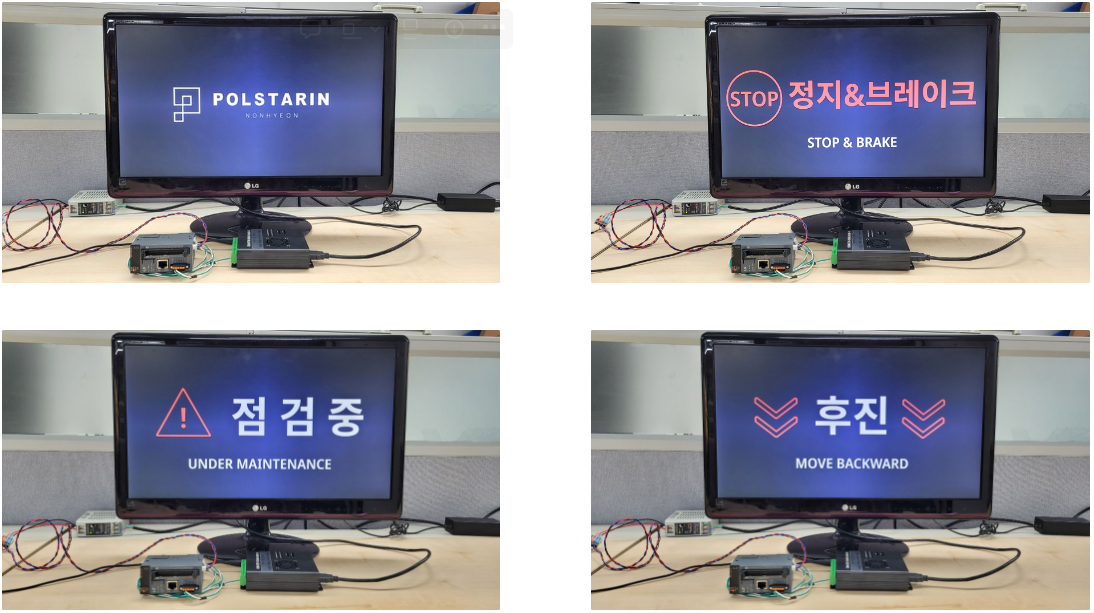 POLSTARIN
NONHYEON
LG
STOP 정지&브레이크
STOP & BRAKE
LG
! 점 검 중
UNDER MAINTENANCE
LG
후진
MOVE BACKWARD
LG